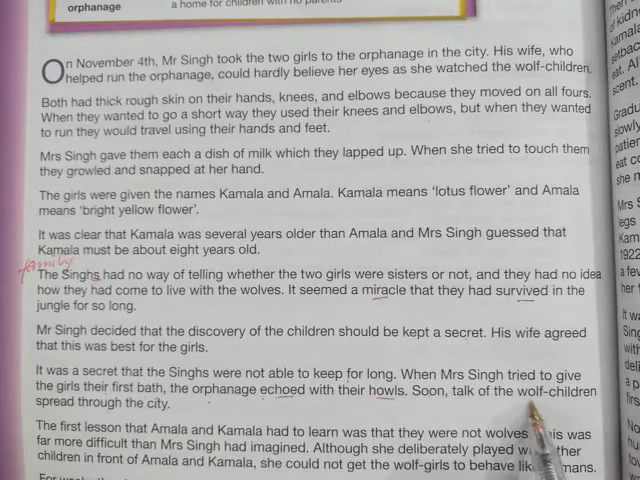 orphanage a home for children with no parents
On November 4th, Mr Singh took the two girls to the orphanage in the city. His wife, who
helped run the orphanage, could hardly believe her eyes as she watched the wolf-children.
Both had thick rough skin on their hands, knees, and elbows because they moved on all fours.
When they wanted to go a short way they used their knees and elbows, but when they wanted
to run they would travel using their hands and feet.
Mrs Singh gave them each a dish of milk which they lapped up. When she tried to touch them
they growled and snapped at her hand.
The girls were given the names Kamala and Amala. Kamala means 'lotus flower' and Amala
means 'bright yellow flower'.
It was clear that Kamala was several years older than Amala and Mrs Singh guessed that
Kamala must be about eight years old.
family
The Singhs had no way of telling whether the two girls were sisters or not, and they had no idea
how they had come to live with the wolves. It seemed a miracle that they had survived in the
jungle for so long.
Mr Singh decided that the discovery of the children should be kept a secret. His wife agreed
that this was best for the girls.
It was a secret that the Singhs were not able to keep for long. When Mrs Singh tried to give
the girls their first bath, the orphanage echoed with their howls. Soon, talk of the wolf-children
spread through the city.
The first lesson that Amala and Kamala had to learn was that they were not wolves. was
far more difficult than Mrs Singh had imagined. Although she deliberately played
children in front of Amala and Kamala, she could not get the wolf-girls to behave